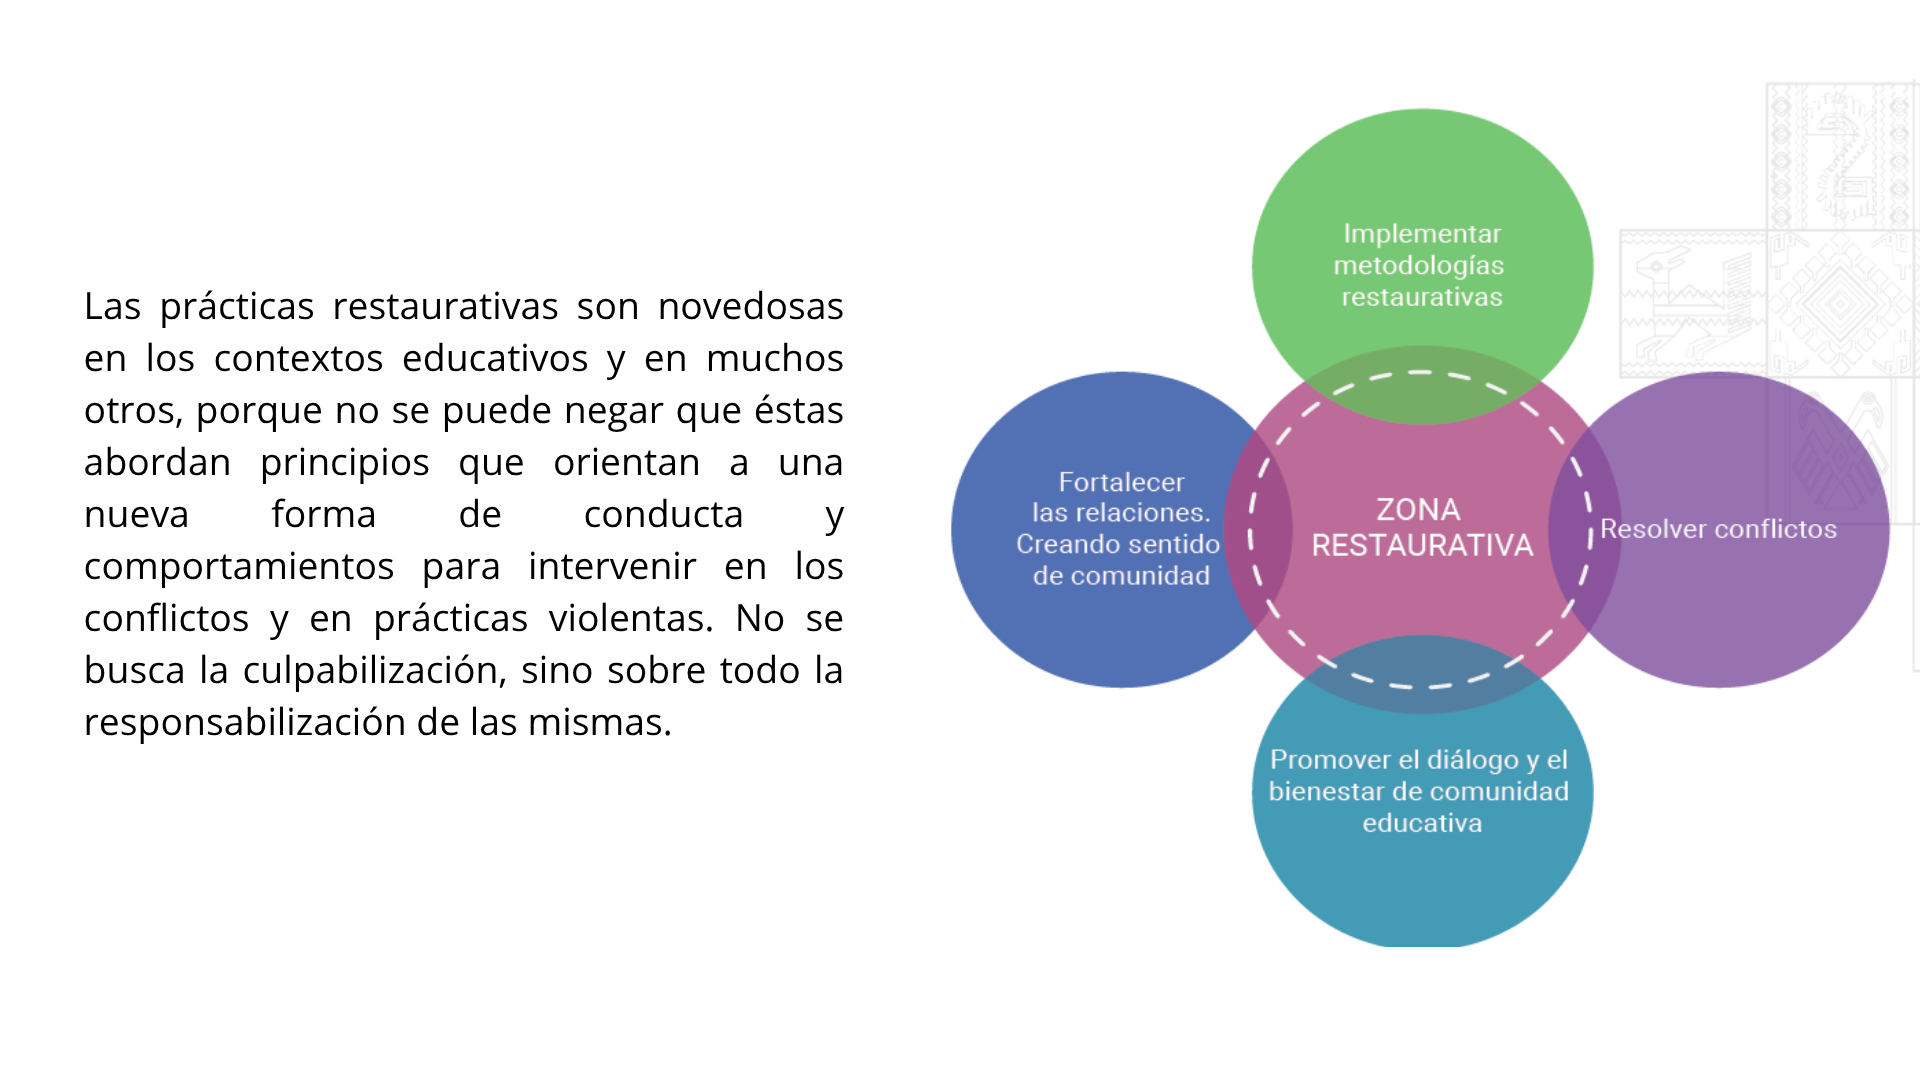 Las prácticas restaurativas son novedosas
en los contextos educativos y en muchos
otros, porque no se puede negar que éstas
abordan principios que orientan a una
nueva forma de conducta y
comportamientos para intervenir en los
conflictos y en prácticas violentas. No se
busca la culpabilización, sino sobre todo la
responsabilización de las mismas.
Implementar
metodologías
restaurativas
Fortalecer
las relaciones.
Creando sentido
de comunidad
ZONA
RESTAURATIVA
Resolver conflictos
Promover el diálogo y el
bienestar de comunidad
educativa